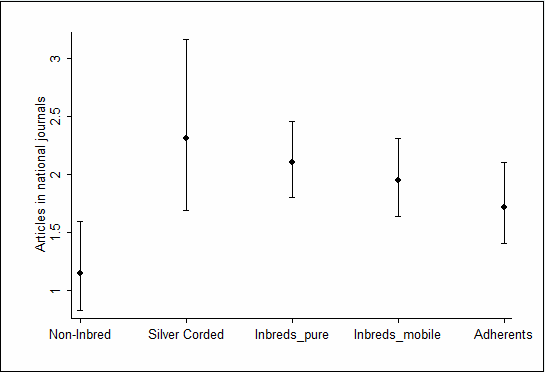 Articles in national journals
3
2.5
2
1.5
1
Non-Inbred Silver Corded Inbreds_pure Inbreds_mobile Adherents